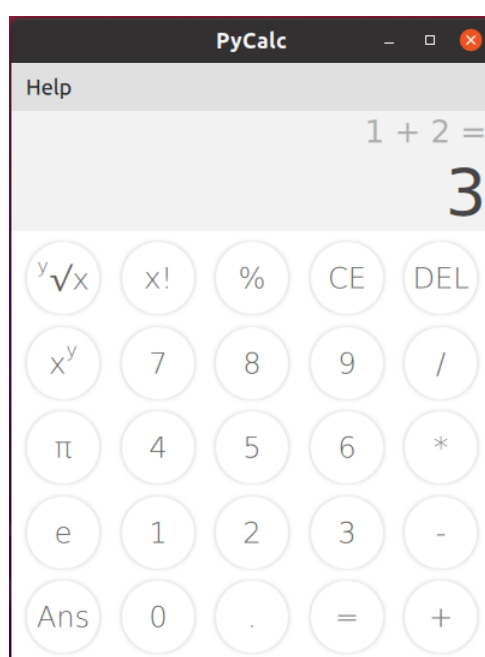 PyCalc
Help
1 + 2 =
3
ʸ√x x! % CE DEL
xʸ 7 8 9 /
π 4 5 6 *
e 1 2 3 -
Ans 0 . = +